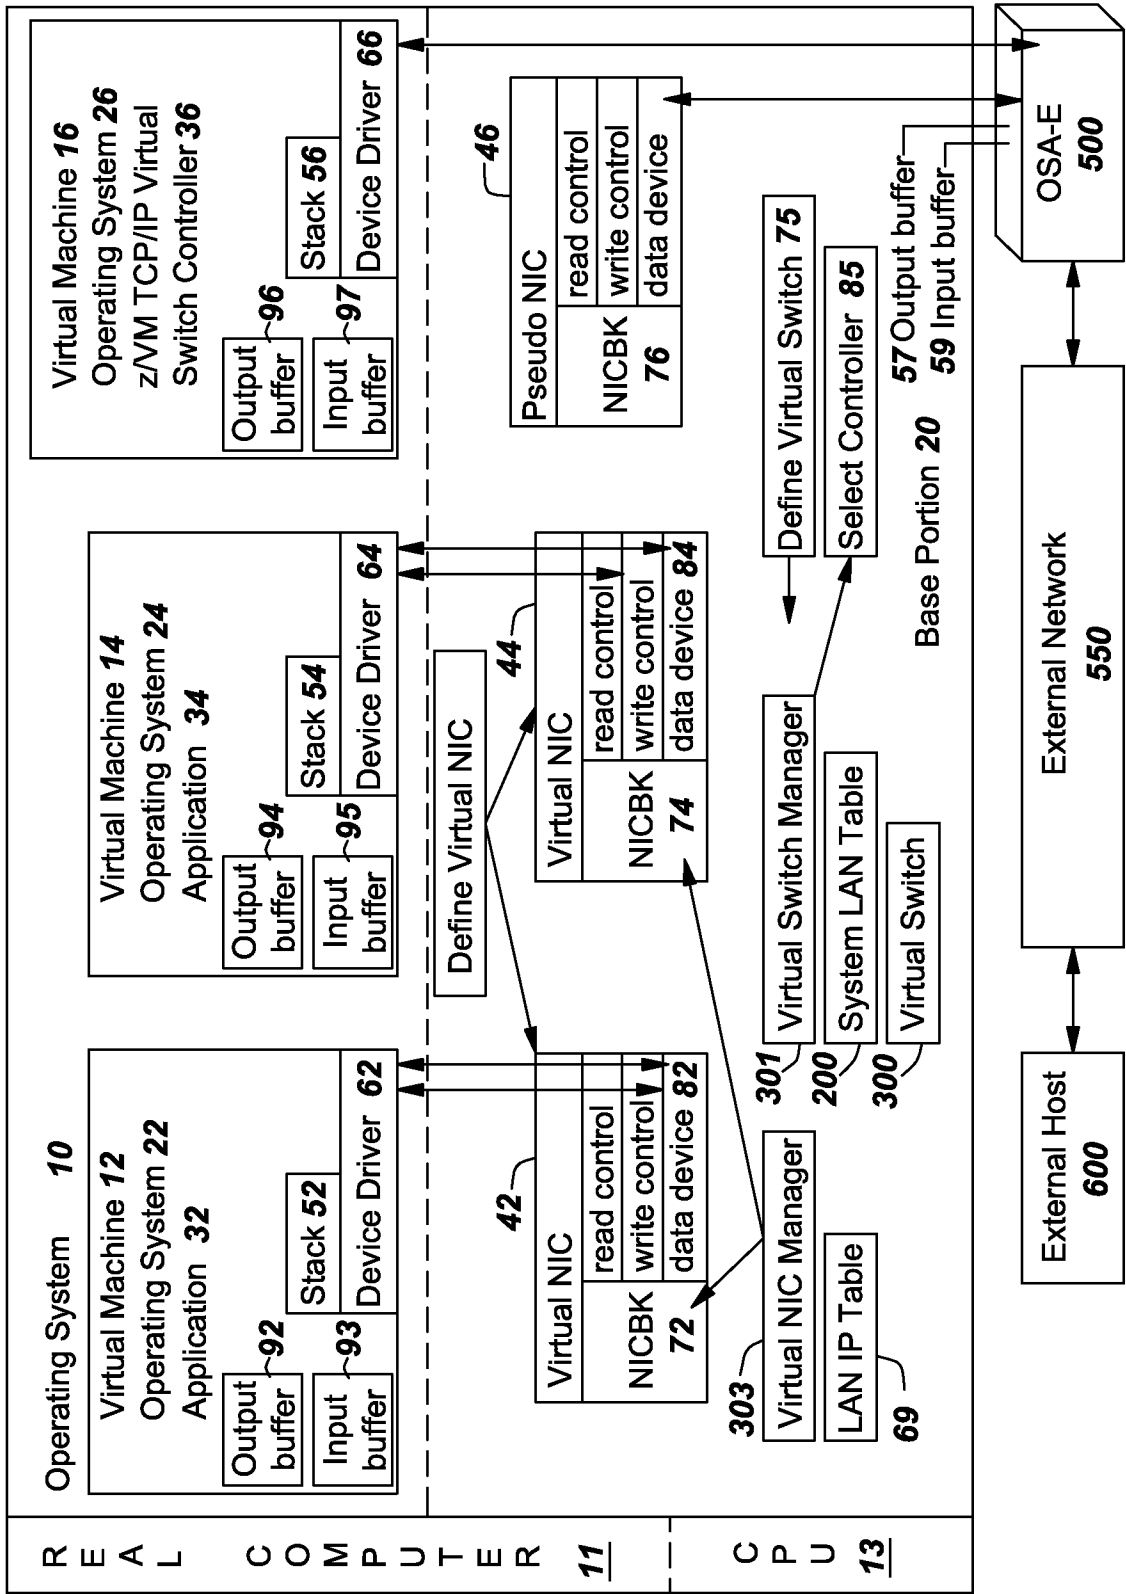 REAL COMPUTER 11
CPU 13
Operating System 10
Virtual Machine 12
Operating System 22
Application 32
Output
buffer
92
Input
buffer
93
Stack 52
Device Driver 62
Virtual Machine 14
Operating System 24
Application 34
Output
buffer
94
Input
buffer
95
Stack 54
Device Driver 64
Virtual Machine 16
Operating System 26
z/VM TCP/IP Virtual
Switch Controller 36
Output
buffer
96
Input
buffer
97
Stack 56
Device Driver 66
Define Virtual NIC
42
Virtual NIC
NICBK
72
read control
write control
data device 82
44
Virtual NIC
NICBK
74
read control
write control
data device 84
46
Pseudo NIC
NICBK
76
read control
write control
data device
303
Virtual NIC Manager
LAN IP Table
69
301
Virtual Switch Manager
200
System LAN Table
300
Virtual Switch
Define Virtual Switch 75
Select Controller 85
57 Output buffer
59 Input buffer
Base Portion 20
External Host
600
External Network
550
OSA-E
500